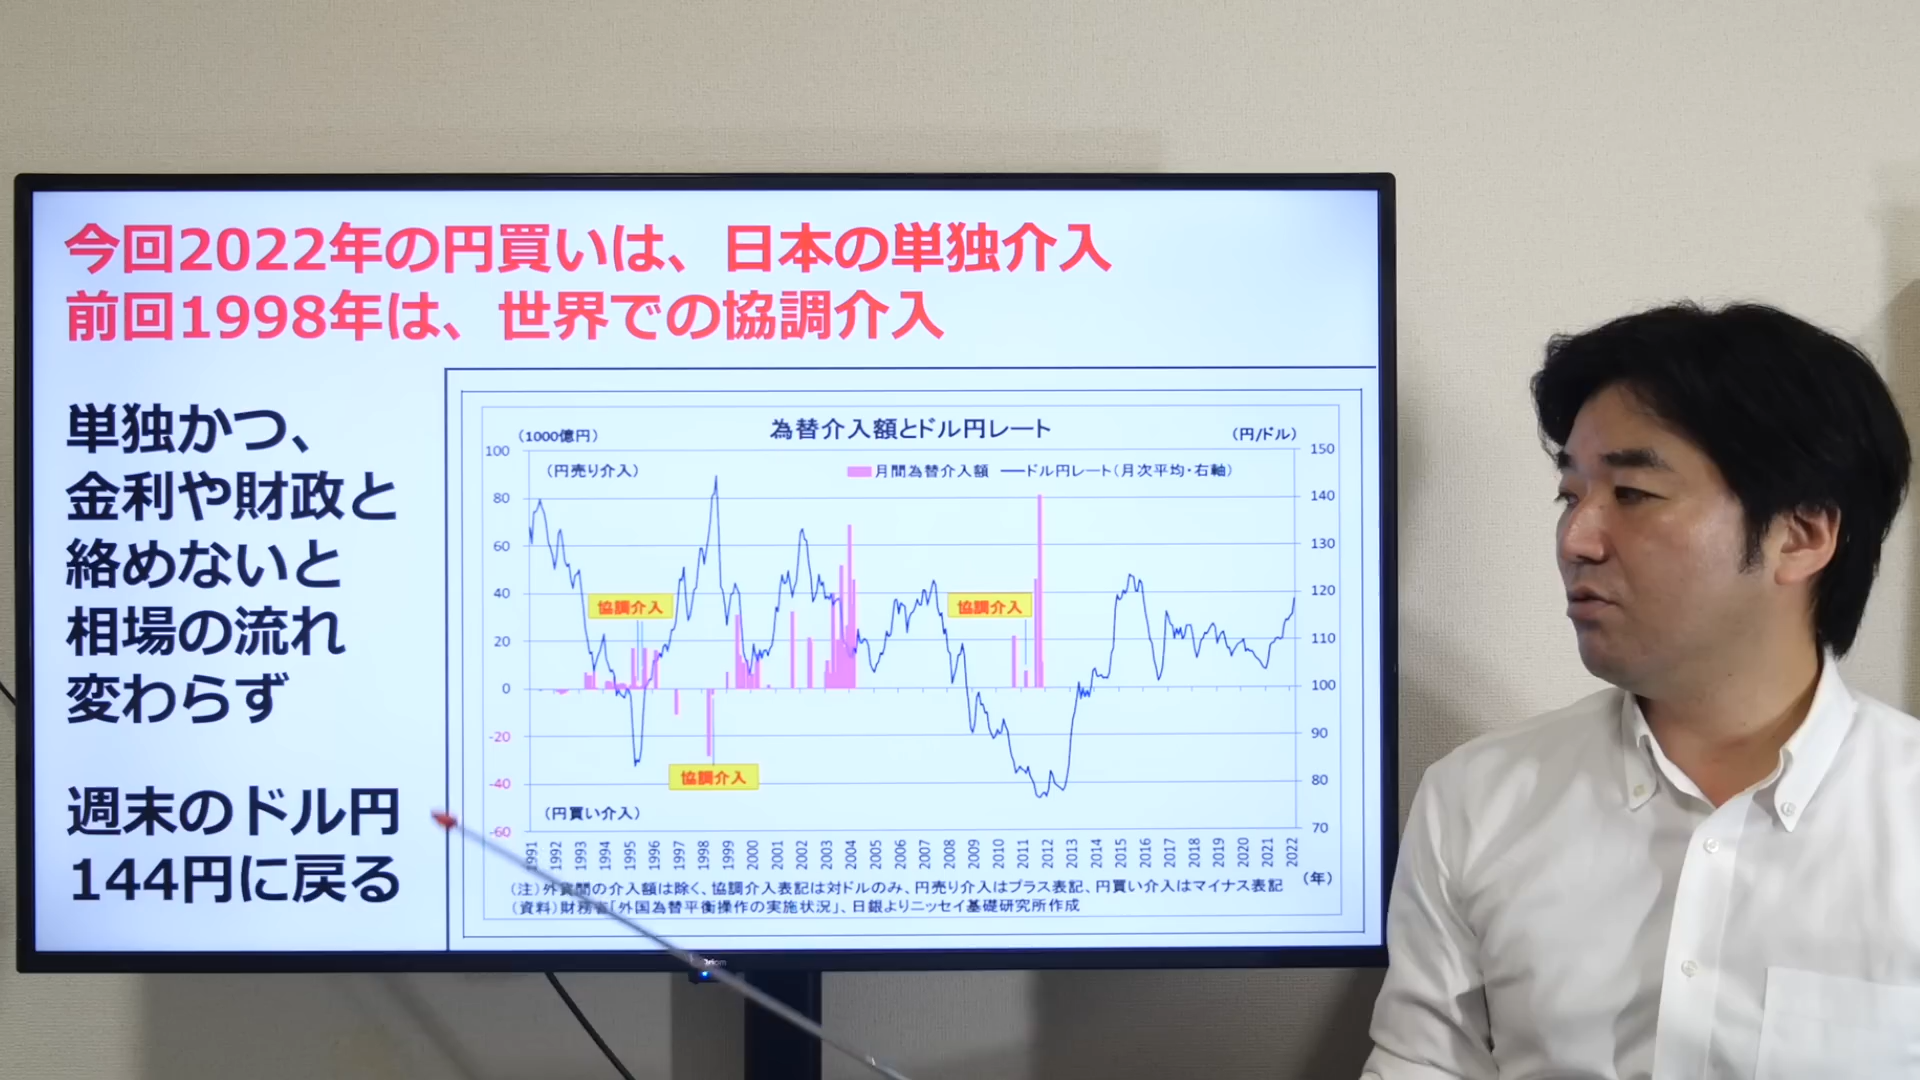 今回2022年の円買いは、日本の単独介入
前回1998年は、世界での協調介入
単独かつ、
金利や財政と
絡めないと
相場の流れ
変わらず
週末のドル円
144円に戻る
為替介入額とドル円レート
（1000億円）
（円/ドル）
（円売り介入）
月間為替介入額 ドル円レート（月次平均・右軸）
100
80
60
40
20
0
-20
-40
-60
150
140
130
120
110
100
90
80
70
協調介入
協調介入
協調介入
（円買い介入）
1991 1992 1993 1994 1995 1996 1997 1998 1999 2000 2001 2002 2003 2004 2005 2006 2007 2008 2009 2010 2011 2012 2013 2014 2015 2016 2017 2018 2019 2020 2021 2022
（年）
（注）外貨間の介入額は除く、協調介入表記は対ドルのみ、円売り介入はプラス表記、円買い介入はマイナス表記
（資料）財務省「外国為替平衡操作の実施状況」、日銀よりニッセイ基礎研究所作成